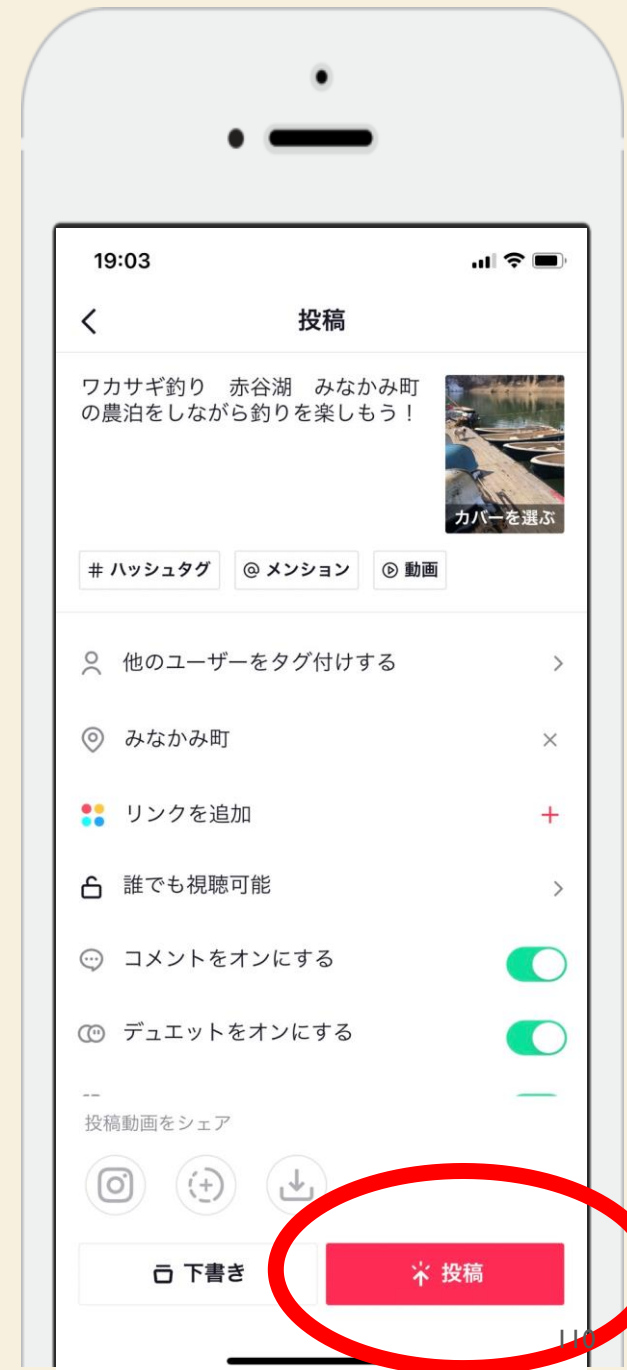 19:03
投稿
ワカサギ釣り　赤谷湖　みなかみ町
の農泊をしながら釣りを楽しもう！
カバーを選ぶ
# ハッシュタグ
@ メンション
動画
他のユーザーをタグ付けする
みなかみ町
リンクを追加
誰でも視聴可能
コメントをオンにする
デュエットをオンにする
投稿動画をシェア
下書き
投稿
110